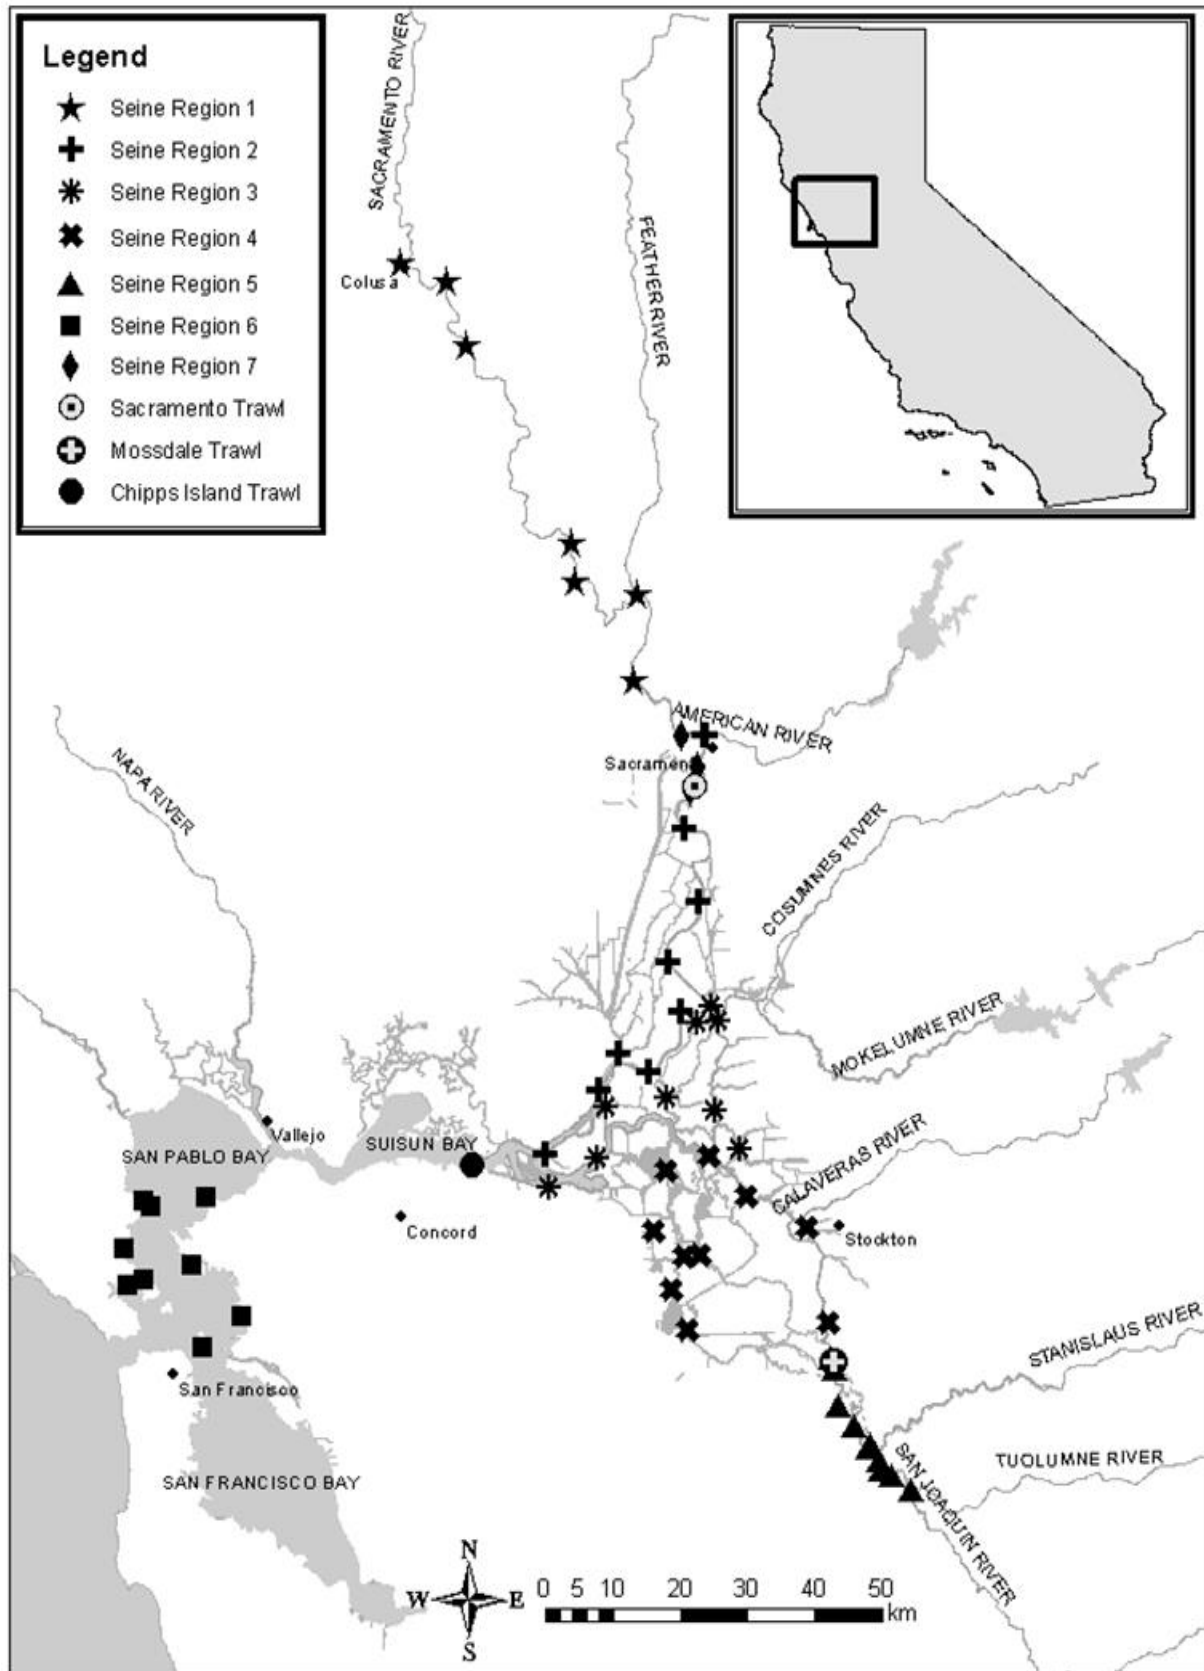 Legend
Seine Region 1
Seine Region 2
Seine Region 3
Seine Region 4
Seine Region 5
Seine Region 6
Seine Region 7
Sacramento Trawl
Mossdale Trawl
Chipps Island Trawl
SACRAMENTO RIVER
Colusa
FEATHER RIVER
AMERICAN RIVER
Sacramen
NAPA RIVER
COSUMNES RIVER
MOKELUMNE RIVER
Vallejo
SUISUN BAY
SAN PABLO BAY
CALAVERAS RIVER
Concord
Stockton
STANISLAUS RIVER
San Francisco
SAN JOAQUIN RIVER
TUOLUMNE RIVER
SAN FRANCISCO BAY
N
W E
S
0 5 10 20 30 40 50
km